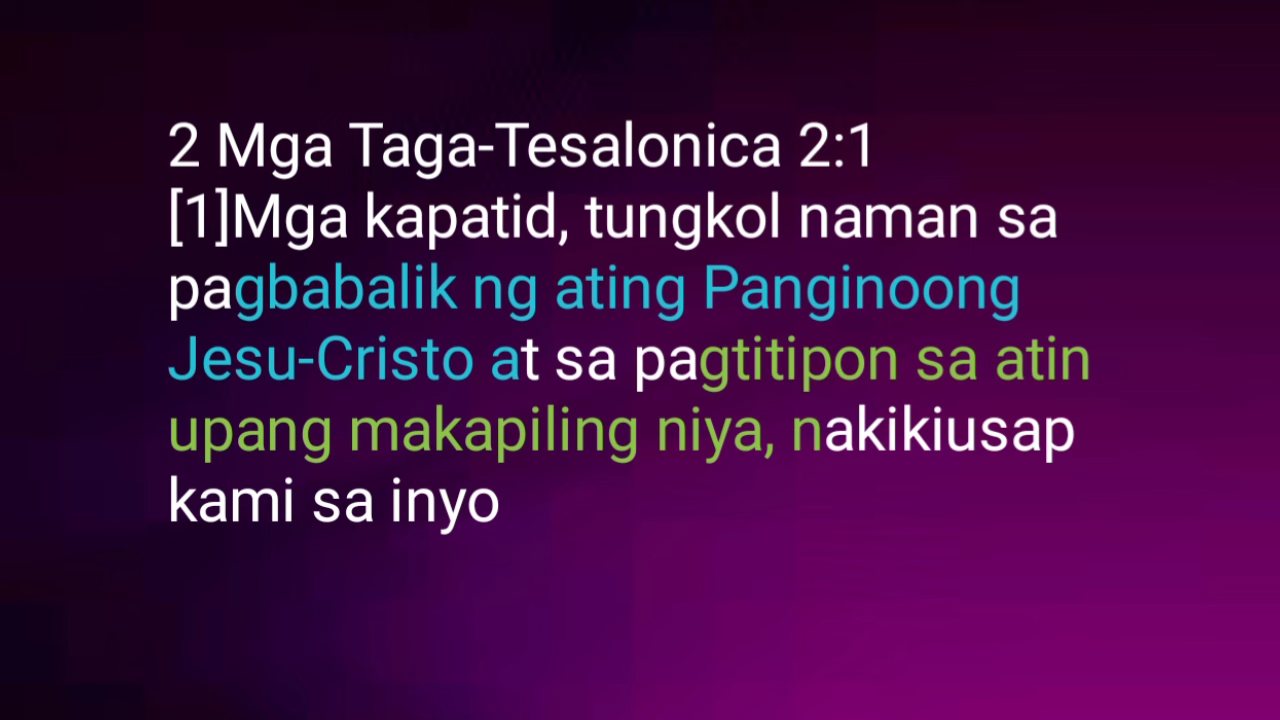 2 Mga Taga-Tesalonica 2:1
[1]Mga kapatid, tungkol naman sa
pagbabalik ng ating Panginoong
Jesu-Cristo at sa pagtitipon sa atin
upang makapiling niya, nakikiusap
kami sa inyo